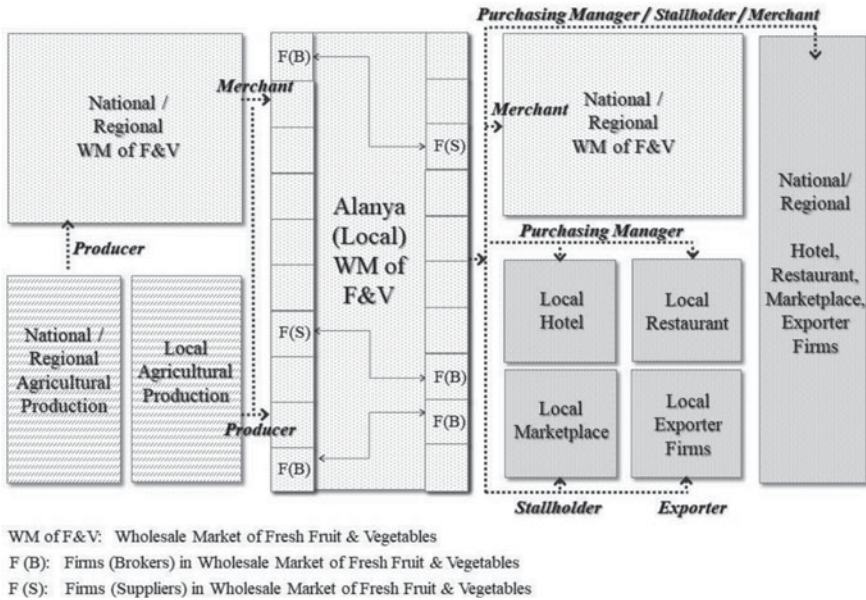 Purchasing Manager / Stallholder / Merchant
F(B)
Merchant
National /
Regional
WM of F&V
F(S)
Merchant
National /
Regional
WM of F&V
Alanya
(Local)
WM of
F&V
National/
Regional
Hotel,
Restaurant,
Marketplace,
Exporter
Firms
Producer
Purchasing Manager
National /
Regional
Agricultural
Production
Local
Agricultural
Production
F(S)
F(B)
F(B)
Producer
F(B)
Local
Hotel
Local
Restaurant
Local
Marketplace
Local
Exporter
Firms
Stallholder
Exporter
WM of F&V: Wholesale Market of Fresh Fruit & Vegetables
F (B): Firms (Brokers) in Wholesale Market of Fresh Fruit & Vegetables
F (S): Firms (Suppliers) in Wholesale Market of Fresh Fruit & Vegetables